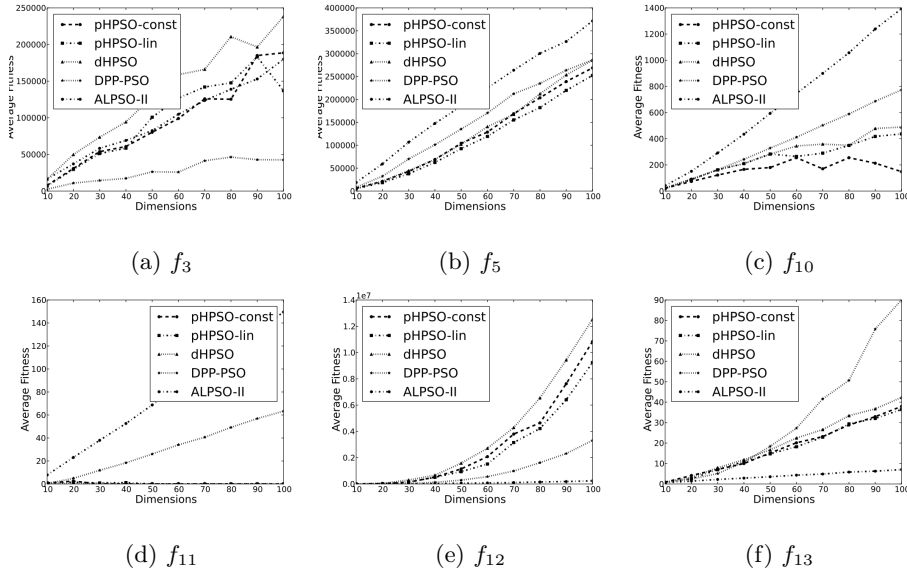 250000
200000
150000
100000
50000
0
10 20 30 40 50 60 70 80 90 100
Dimensions
Average Fitness
pHPSO-const
pHPSO-lin
dHPSO
DPP-PSO
ALPSO-II
(a) f3
400000
350000
300000
250000
200000
150000
100000
50000
0
10 20 30 40 50 60 70 80 90 100
Dimensions
Average Fitness
pHPSO-const
pHPSO-lin
dHPSO
DPP-PSO
ALPSO-II
(b) f5
1400
1200
1000
800
600
400
200
0
10 20 30 40 50 60 70 80 90 100
Dimensions
Average Fitness
pHPSO-const
pHPSO-lin
dHPSO
DPP-PSO
ALPSO-II
(c) f10
160
140
120
100
80
60
40
20
0
10 20 30 40 50 60 70 80 90 100
Dimensions
Average Fitness
pHPSO-const
pHPSO-lin
dHPSO
DPP-PSO
ALPSO-II
(d) f11
1e7
1.4
1.2
1.0
0.8
0.6
0.4
0.2
0.0
10 20 30 40 50 60 70 80 90 100
Dimensions
Average Fitness
pHPSO-const
pHPSO-lin
dHPSO
DPP-PSO
ALPSO-II
(e) f12
90
80
70
60
50
40
30
20
10
0
10 20 30 40 50 60 70 80 90 100
Dimensions
Average Fitness
pHPSO-const
pHPSO-lin
dHPSO
DPP-PSO
ALPSO-II
(f) f13